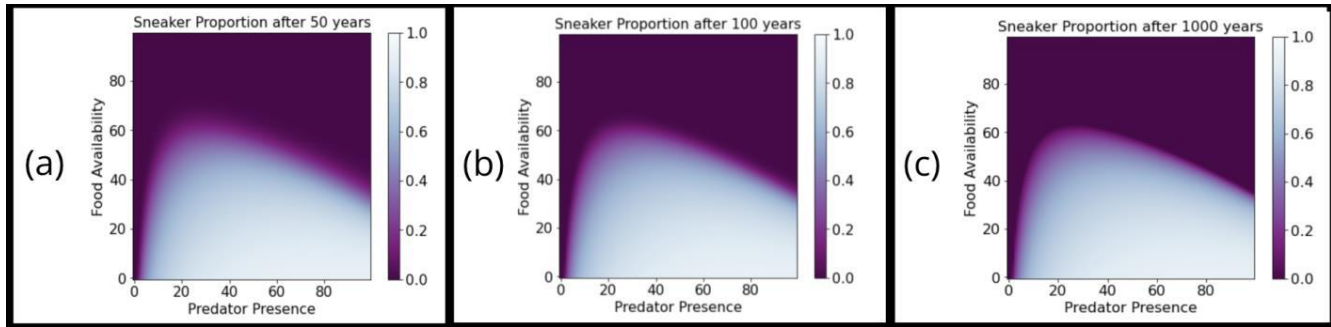 (a)
Sneaker Proportion after 50 years
Food Availability
80
60
40
20
0
0 20 40 60 80
Predator Presence
1.0
0.8
0.6
0.4
0.2
0.0
(b)
Sneaker Proportion after 100 years
Food Availability
80
60
40
20
0
0 20 40 60 80
Predator Presence
1.0
0.8
0.6
0.4
0.2
0.0
(c)
Sneaker Proportion after 1000 years
Food Availability
80
60
40
20
0
0 20 40 60 80
Predator Presence
1.0
0.8
0.6
0.4
0.2
0.0